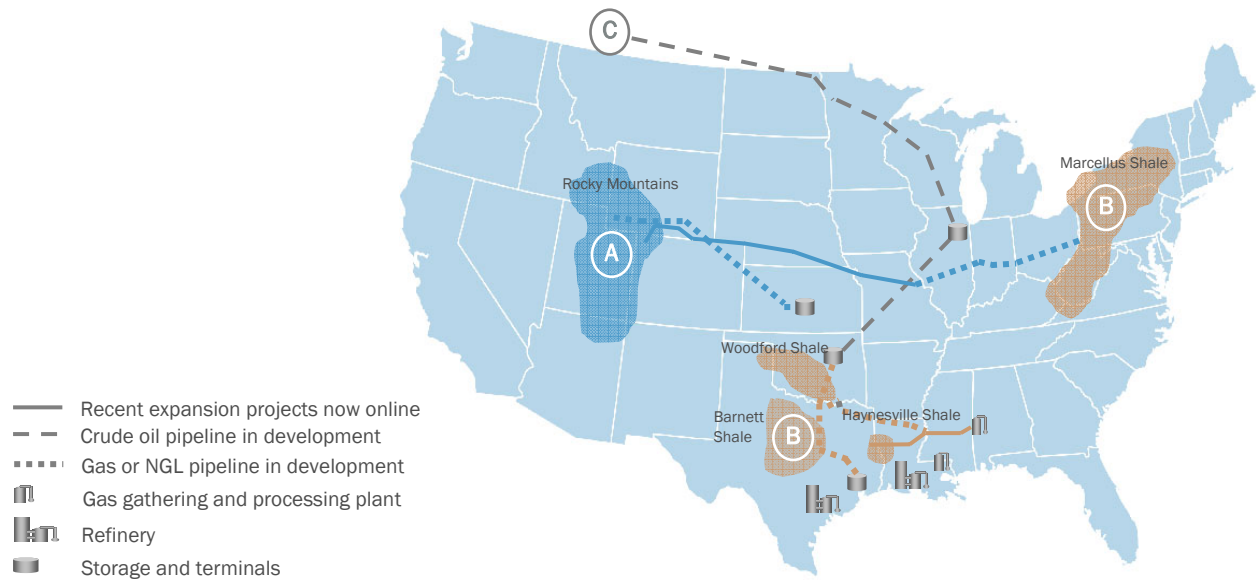 C
Marcellus Shale
Rocky Mountains
B
A
Woodford Shale
Barnett
Shale
B
Haynesville Shale
Recent expansion projects now online
Crude oil pipeline in development
Gas or NGL pipeline in development
Gas gathering and processing plant
Refinery
Storage and terminals